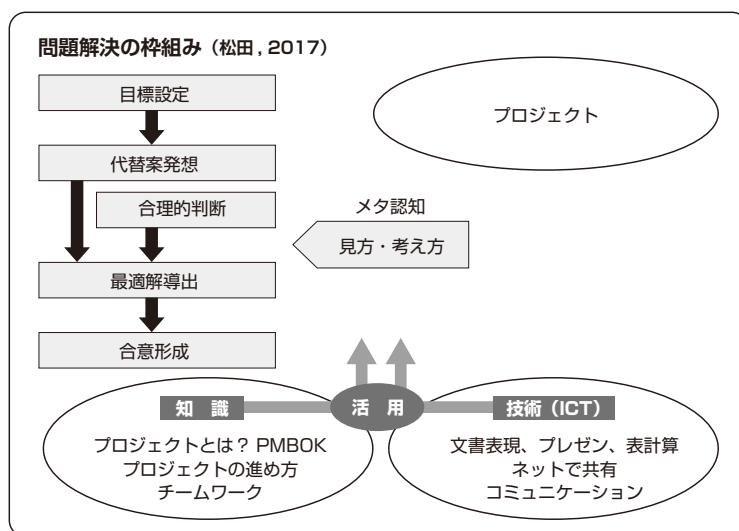 問題解決の枠組み（松田 , 2017）
目標設定
代替案発想
合理的判断
最適解導出
合意形成
プロジェクト
メタ認知
見方・考え方
知 識
活 用
技術（ICT）
プロジェクトとは？ PMBOK
プロジェクトの進め方
チームワーク
文書表現、プレゼン、表計算
ネットで共有
コミュニケーション